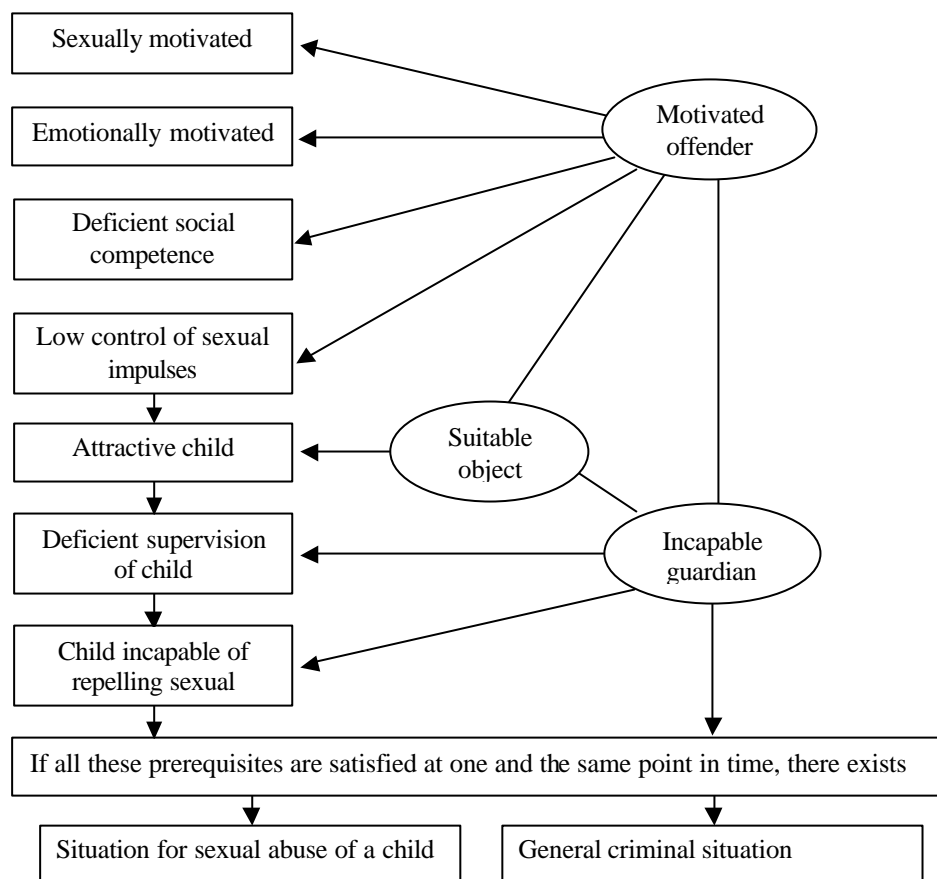 Sexually motivated
Motivated
offender
Emotionally motivated
Deficient social
competence
Low control of sexual
impulses
Attractive child
Suitable
object
Deficient supervision
of child
Incapable
guardian
Child incapable of
repelling sexual
If all these prerequisites are satisfied at one and the same point in time, there exists
Situation for sexual abuse of a child
General criminal situation